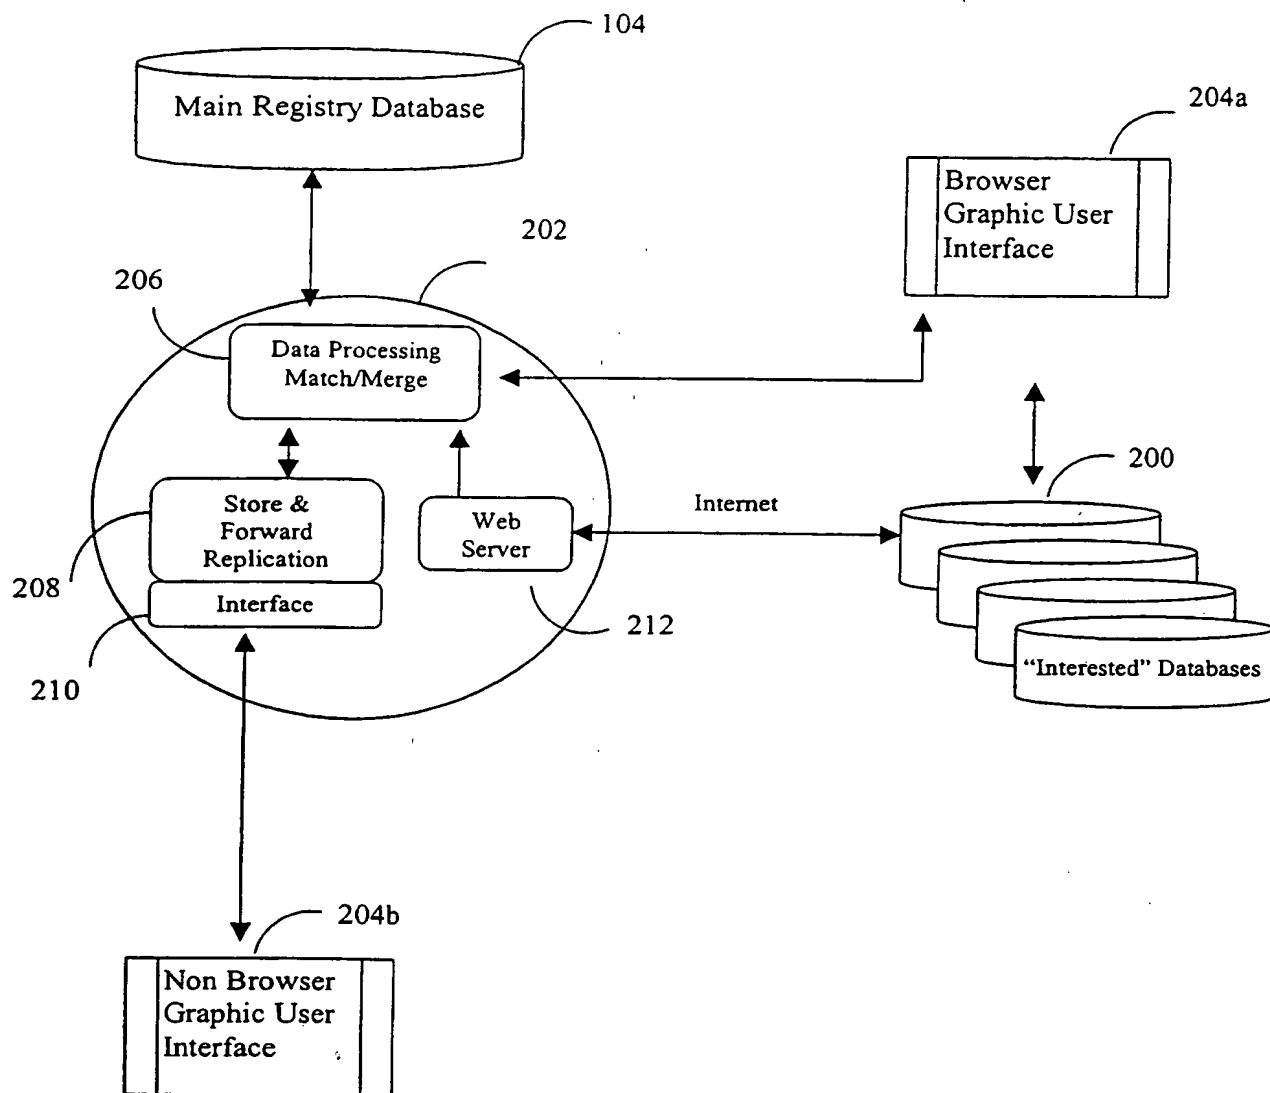 104
Main Registry Database
204a
Browser
Graphic User
Interface
202
206
Data Processing
Match/Merge
200
Store &
Forward
Replication
Web
Server
Internet
208
Interface
212
"Interested" Databases
210
204b
Non Browser
Graphic User
Interface